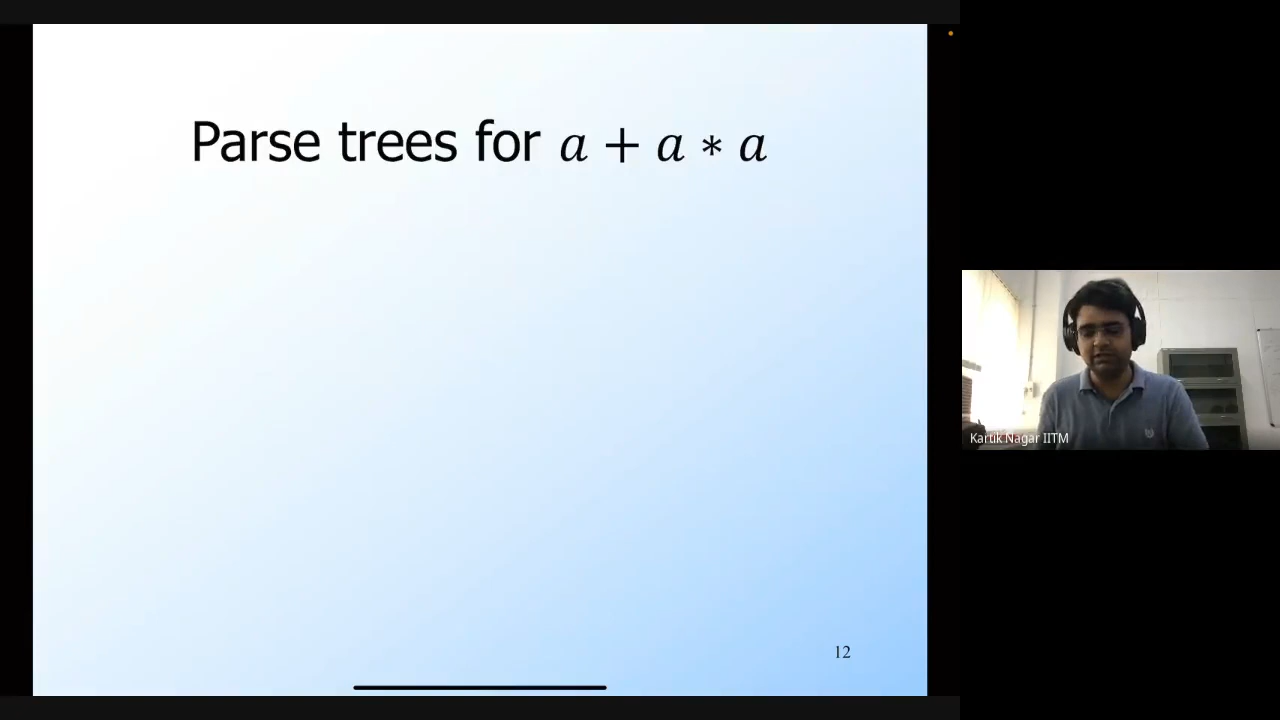 Parse trees for a + a ∗ a
Kartik Nagar IITM
12